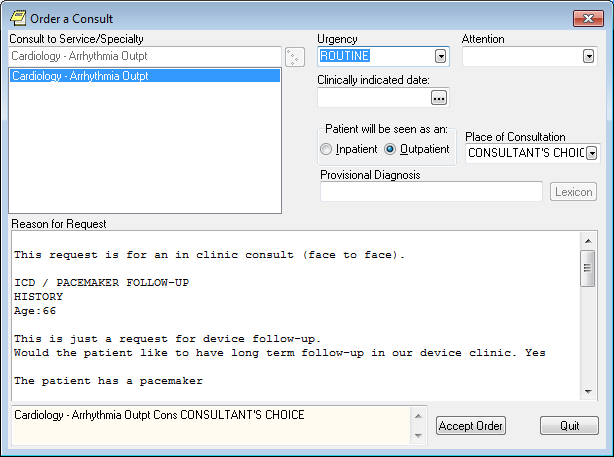 Order a Consult
Consult to Service/Specialty
Cardiology - Arrhythmia Outpt
Cardiology - Arrhythmia Outpt
Urgency
ROUTINE
Attention
Clinically indicated date:
...
Patient will be seen as an:
Inpatient
Outpatient
Place of Consultation
CONSULTANT'S CHOIC
Provisional Diagnosis
Lexicon
Reason for Request
This request is for an in clinic consult (face to face).
ICD / PACEMAKER FOLLOW-UP
HISTORY
Age:66
This is just a request for device follow-up.
Would the patient like to have long term follow-up in our device clinic. Yes
The patient has a pacemaker
Cardiology - Arrhythmia Outpt Cons CONSULTANT'S CHOICE
Accept Order
Quit